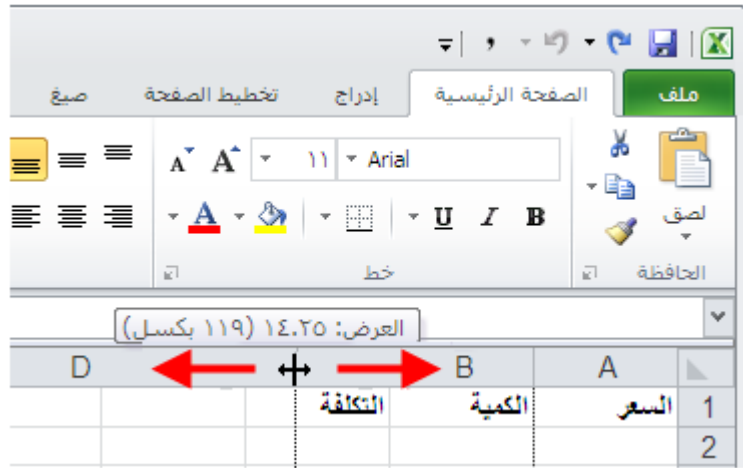 ملف
الصفحة الرئيسية
إدراج
تخطيط الصفحة
صيغ
لصق
Arial
١١
A A
B I U A
الحافظة
خط
العرض: ١٤.٢٥ (١١٩ بكسل)
A B D
1 السعر الكمية التكلفة
2